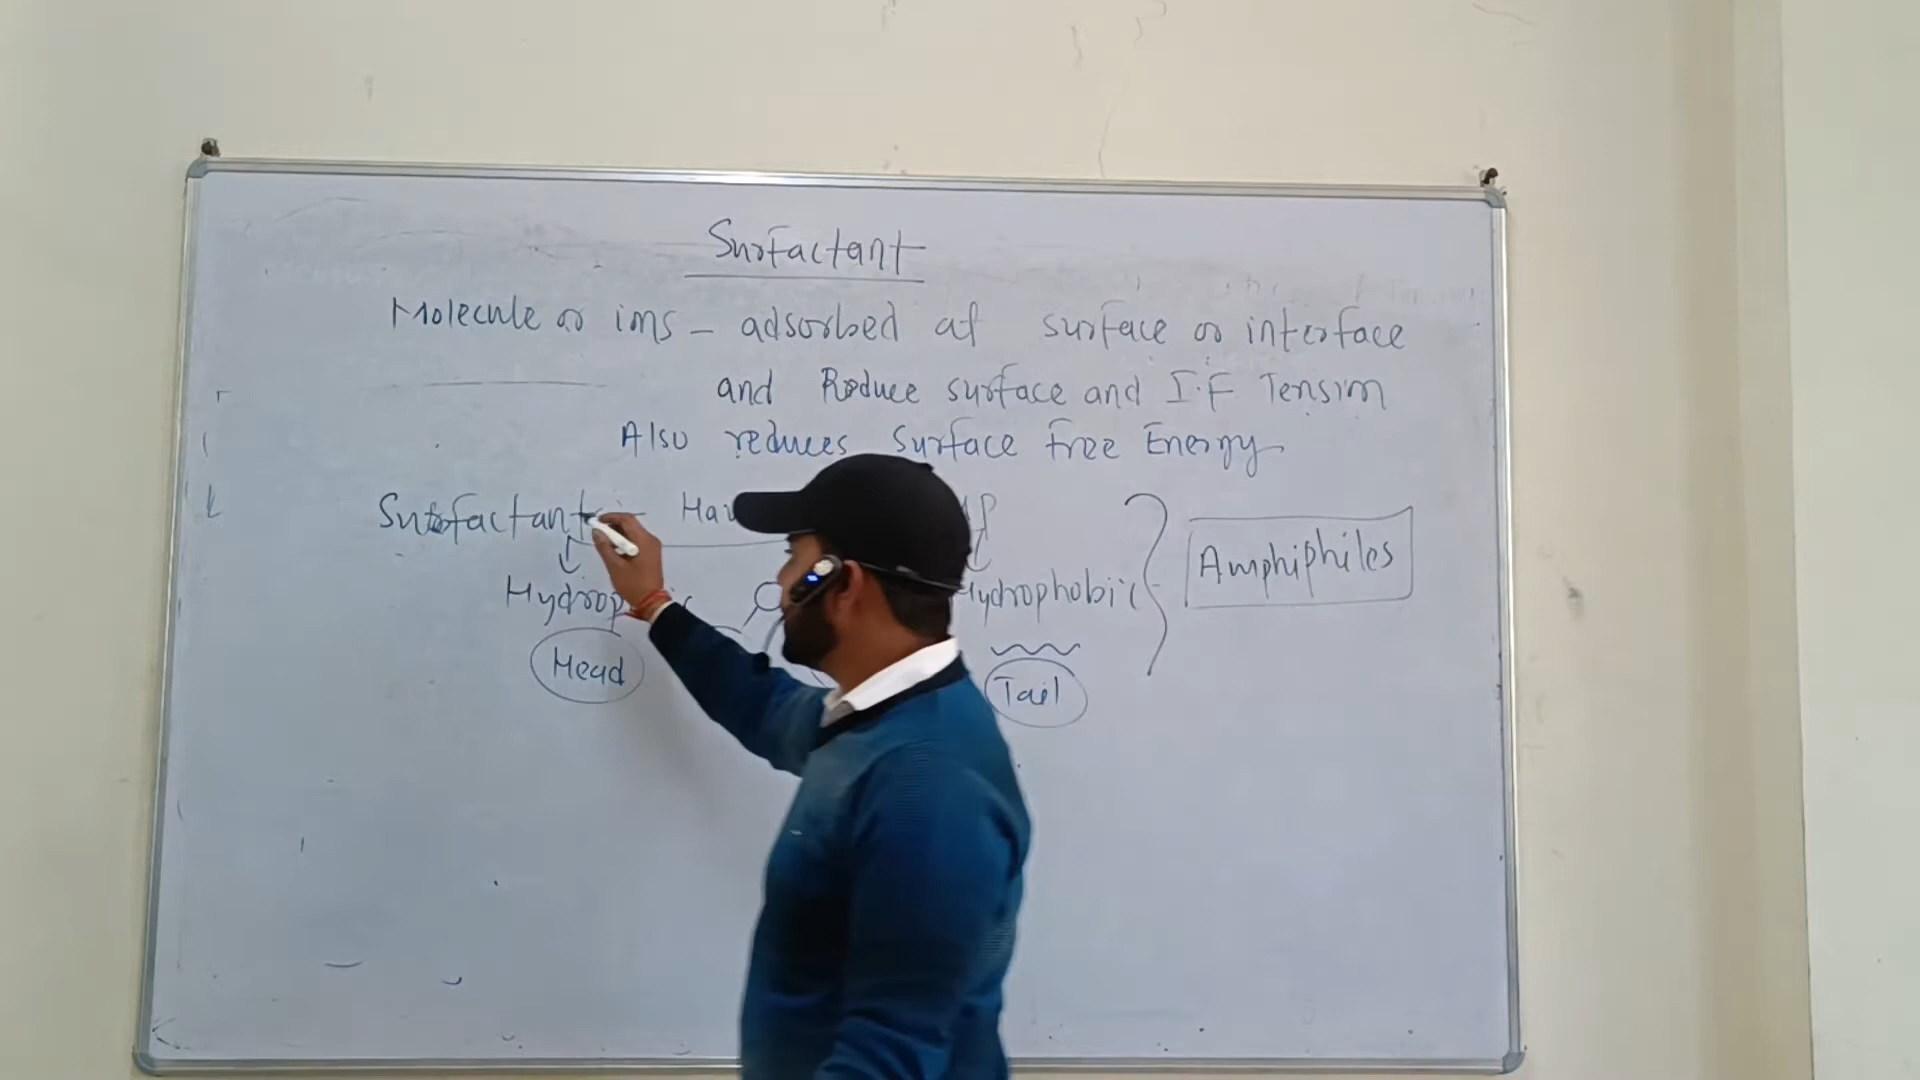 Surfactant
Molecule or ions - adsorbed at surface or interface
and Reduce surface and I.F Tension
Also reduces Surface Free Energy
Surfactant -
Hydrophobic
Amphiphiles
Head
Tail